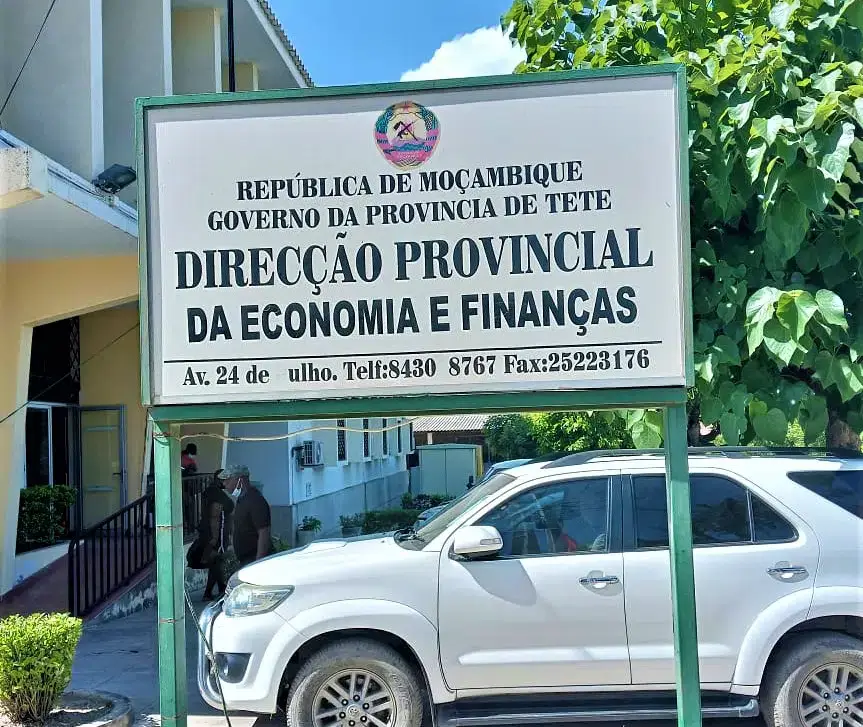 REPÚBLICA DE MOÇAMBIQUE
GOVERNO DA PROVINCIA DE TETE
DIRECÇÃO PROVINCIAL
DA ECONOMIA E FINANÇAS
Av. 24 de ulho. Telf:8430 8767 Fax:25223176